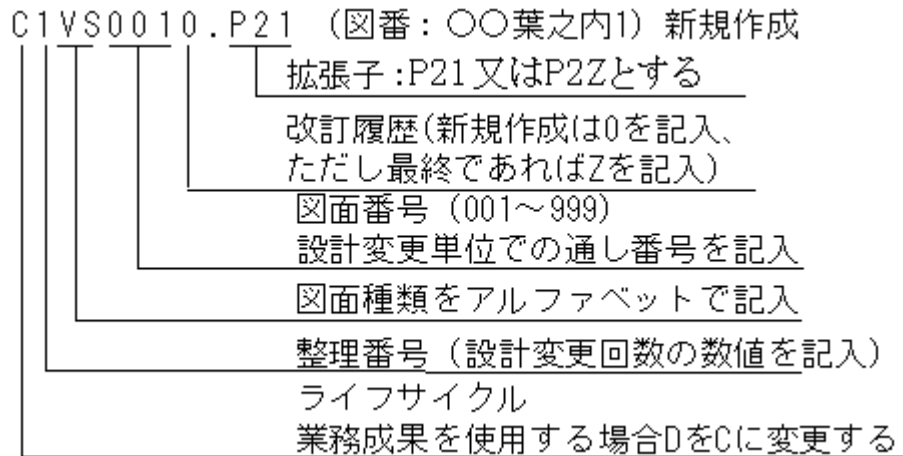 C1VS0010.P21 (図番：〇〇葉之内1) 新規作成
拡張子:P21又はP2Zとする
改訂履歴(新規作成は0を記入、
ただし最終であればZを記入)
図面番号 (001～999)
設計変更単位での通し番号を記入
図面種類をアルファベットで記入
整理番号 (設計変更回数の数値を記入)
ライフサイクル
業務成果を使用する場合DをCに変更する